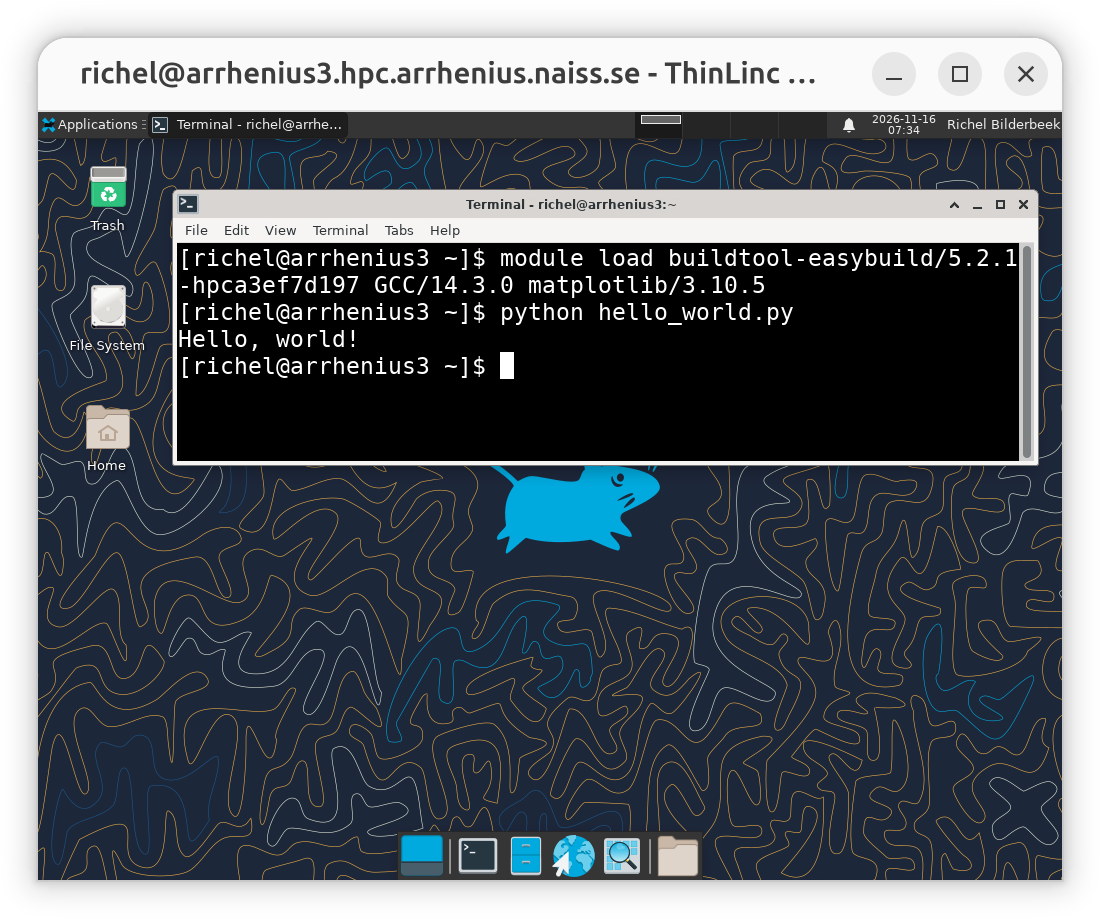 richel@arrhenius3.hpc.arrhenius.naiss.se - ThinLinc …
Applications
Terminal - richel@arrhe...
2026-11-16
07:34
Richel Bilderbeek
Trash
File System
Home
Terminal - richel@arrhenius3:~
File Edit View Terminal Tabs Help
[richel@arrhenius3 ~]$ module load buildtool-easybuild/5.2.1
-hpca3ef7d197 GCC/14.3.0 matplotlib/3.10.5
[richel@arrhenius3 ~]$ python hello_world.py
Hello, world!
[richel@arrhenius3 ~]$